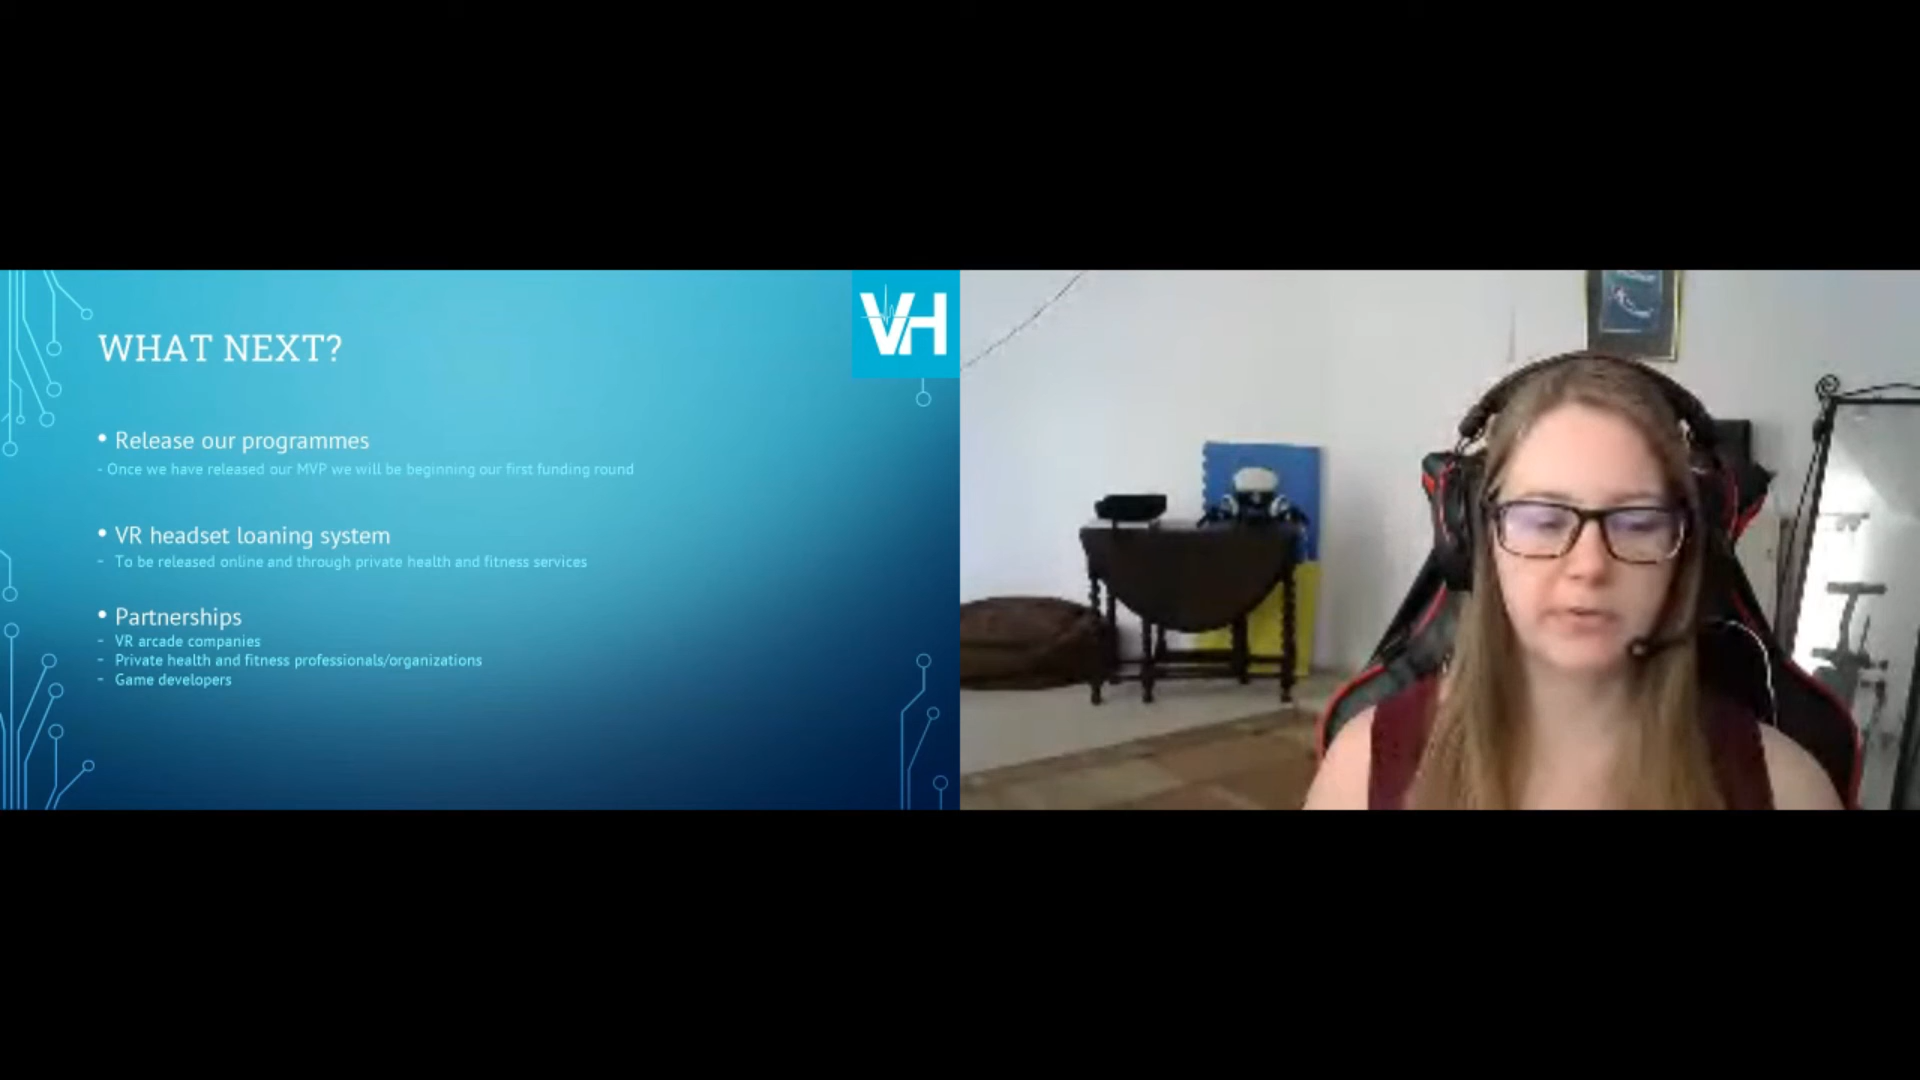 VH
WHAT NEXT?
• Release our programmes
- Once we have released our MVP we will be beginning our first funding round
• VR headset loaning system
- To be released online and through private health and fitness services
• Partnerships
- VR arcade companies
- Private health and fitness professionals/organizations
- Game developers